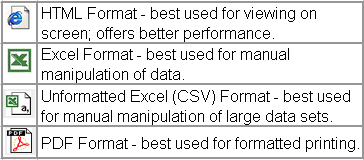 HTML Format - best used for viewing on
screen; offers better performance.
Excel Format - best used for manual
manipulation of data.
a,
Unformatted Excel (CSV) Format - best used
for manual manipulation of large data sets.
PDF
PDF Format - best used for formatted printing.